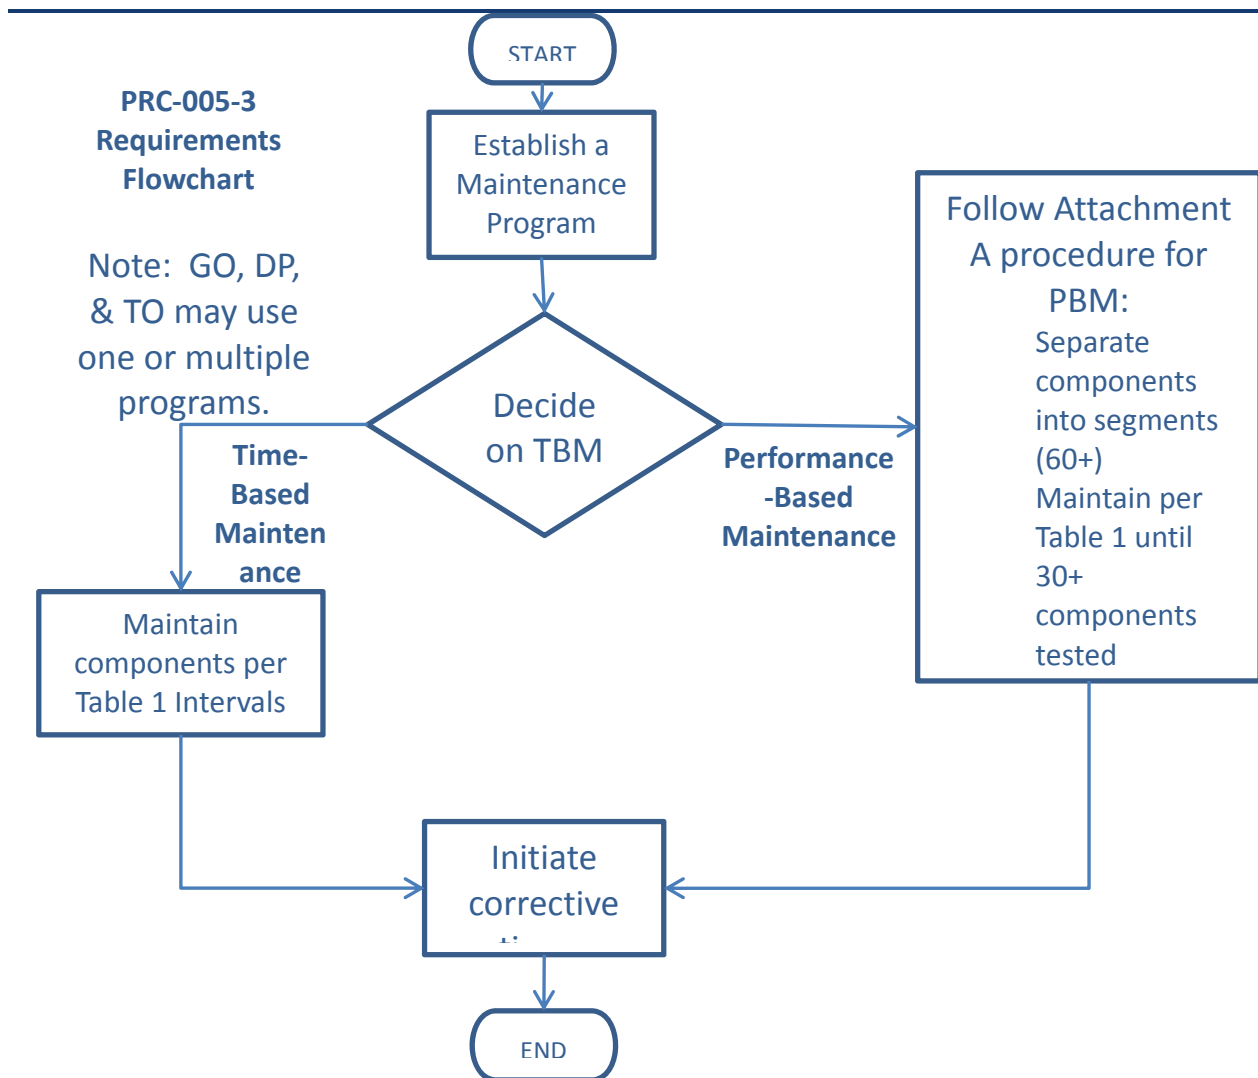 START
PRC-005-3
Requirements
Flowchart
Establish a
Maintenance
Program
Note:  GO, DP,
& TO may use
one or multiple
programs.
Decide
on TBM
Time-
Based
Mainten
ance
Performance
-Based
Maintenance
Follow Attachment
A procedure for
PBM:
Separate
components
into segments
(60+)
Maintain per
Table 1 until
30+
components
tested
Maintain
components per
Table 1 Intervals
Initiate
corrective
END